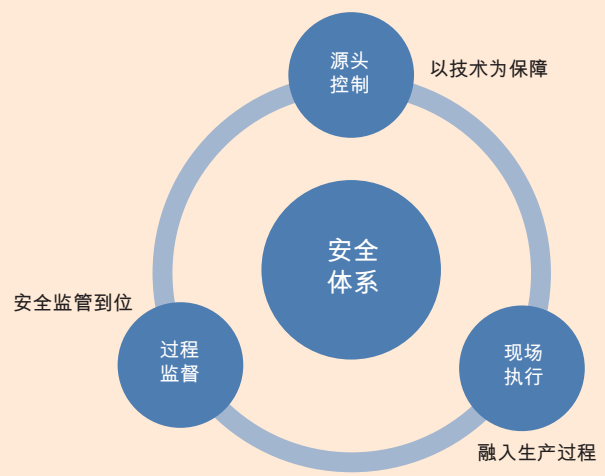 源头
控制
以技术为保障
安全
体系
安全监管到位
过程
监督
现场
执行
融入生产过程